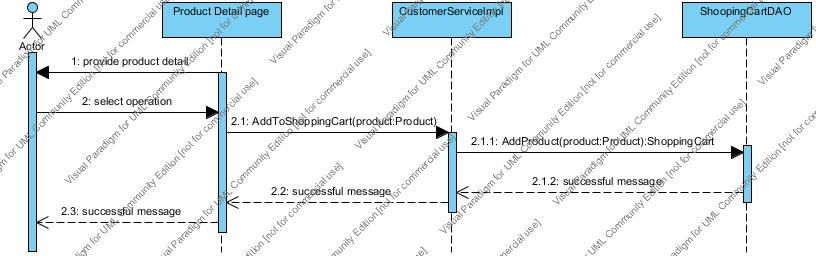 Product Detail page
CustomerServiceImpl
ShoopingCartDAO
Actor
1: provide product detail
2: select operation
2.1: AddToShoppingCart(product:Product)
2.1.1: AddProduct(product:Product):ShoppingCart
2.1.2: successful message
2.2: successful message
2.3: successful message
Visual Paradigm for UML Community Edition [not for commercial use]